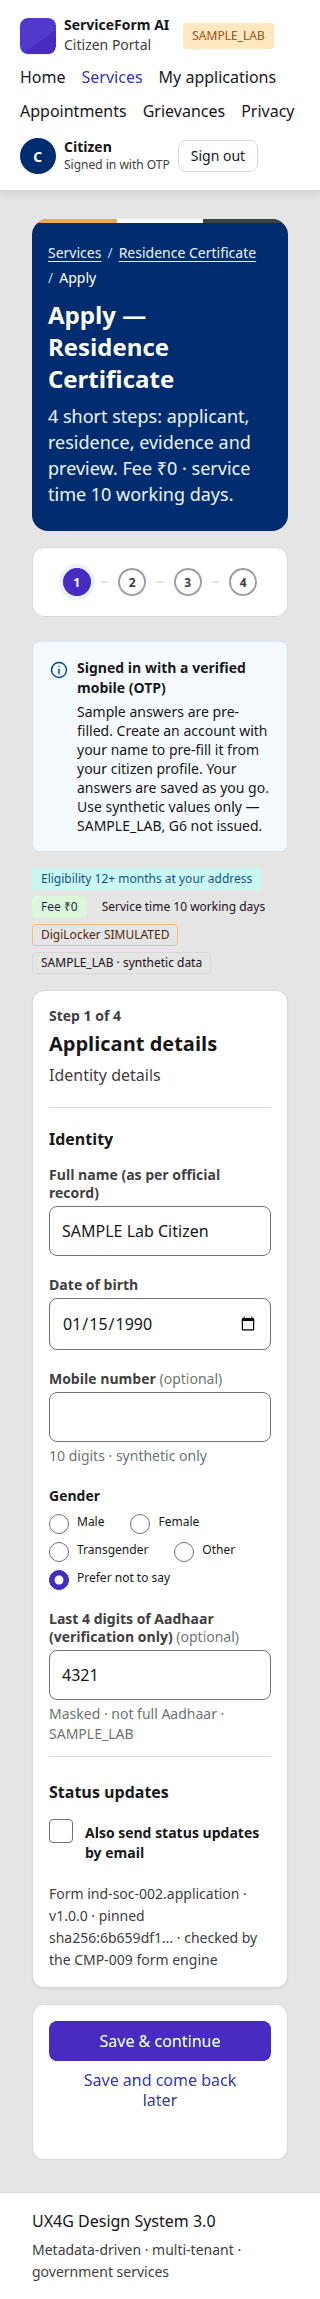 ServiceForm AI
Citizen Portal
SAMPLE_LAB
Home Services My applications
Appointments Grievances Privacy
C
Citizen
Signed in with OTP
Sign out
Services / Residence Certificate
/ Apply
Apply —
Residence
Certificate
4 short steps: applicant,
residence, evidence and
preview. Fee ₹0 · service
time 10 working days.
1 2 3 4
Signed in with a verified
mobile (OTP)
Sample answers are pre-
filled. Create an account with
your name to pre-fill it from
your citizen profile. Your
answers are saved as you go.
Use synthetic values only —
SAMPLE_LAB, G6 not issued.
Eligibility 12+ months at your address
Fee ₹0 Service time 10 working days
DigiLocker SIMULATED
SAMPLE_LAB · synthetic data
Step 1 of 4
Applicant details
Identity details
Identity
Full name (as per official
record)
SAMPLE Lab Citizen
Date of birth
01/15/1990
Mobile number (optional)
10 digits · synthetic only
Gender
Male Female
Transgender Other
Prefer not to say
Last 4 digits of Aadhaar
(verification only) (optional)
4321
Masked · not full Aadhaar ·
SAMPLE_LAB
Status updates
Also send status updates
by email
Form ind-soc-002.application ·
v1.0.0 · pinned
sha256:6b659df1… · checked by
the CMP-009 form engine
Save & continue
Save and come back
later
UX4G Design System 3.0
Metadata-driven · multi-tenant ·
government services